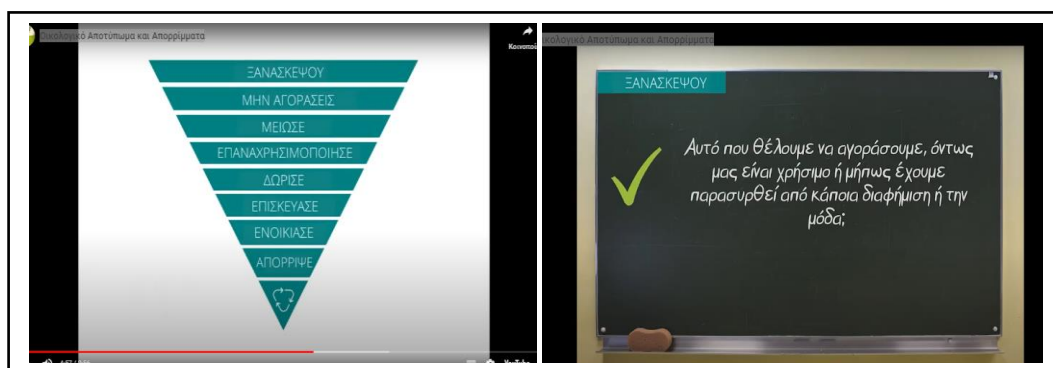 Οικολογικό Αποτύπωμα και Απορρίμματα
Κοινοποί
ΞΑΝΑΣΚΕΨΟΥ
ΜΗΝ ΑΓΟΡΑΣΕΙΣ
ΜΕΙΩΣΕ
ΕΠΑΝΑΧΡΗΣΙΜΟΠΟΙΗΣΕ
ΔΩΡΙΣΕ
ΕΠΙΣΚΕΥΑΣΕ
ΕΝΟΙΚΙΑΣΕ
ΑΠΟΡΡΙΨΕ
ικολογικό Αποτύπωμα και Απορρίμματα
ΞΑΝΑΣΚΕΨΟΥ
Αυτό που θέλουμε να αγοράσουμε, όντως
μας είναι χρήσιμο ή μήπως έχουμε
παρασυρθεί από κάποια διαφήμιση ή την
μόδα;